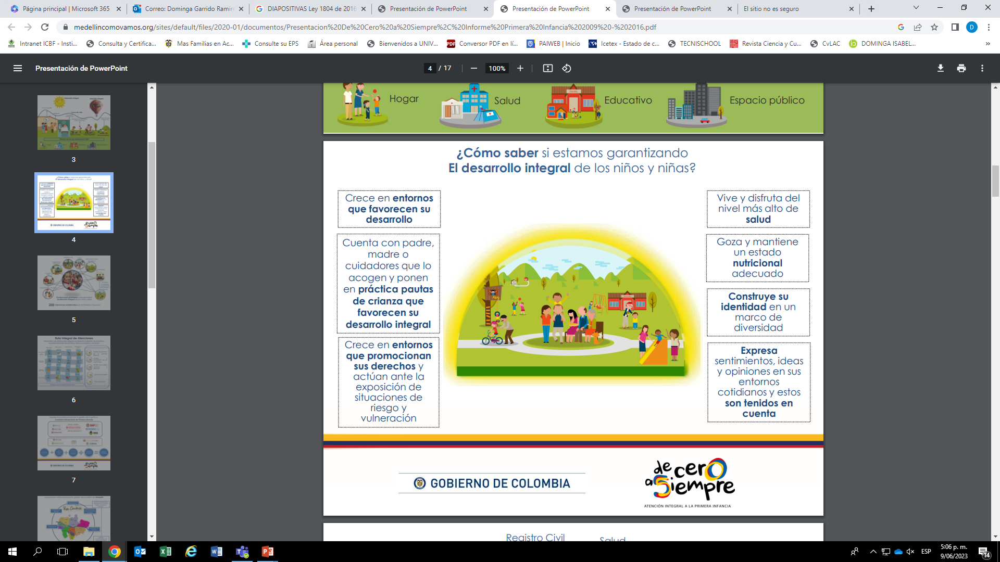 Página principal | Microsoft 365
Correo: Dominga Garrido Ramir
DIAPOSITIVAS Ley 1804 de 2016
Presentación de PowerPoint
Presentación de PowerPoint
Presentación de PowerPoint
El sitio no es seguro
medellincomovamos.org/sites/default/files/2020-01/documentos/Presentacion%20De%20Cero%20a%20Siempre%2C%20Informe%20Primera%20Infancia%202009%20-%202016.pdf
D
Intranet ICBF - Insti...
Consulta y Certifica...
Mas Familias en Ac...
Consulte su EPS
Área personal
Bienvenidos a UNIV...
Conversor PDF en lí...
PAIWEB | Inicio
Icetex - Estado de c...
TECNISCHOOL
Revista Ciencia y Cu...
CvLAC
DOMINGA ISABEL...
Presentación de PowerPoint
4 / 17
100%
3
4
5
6
7
Hogar
Salud
Educativo
Espacio público
¿Cómo saber si estamos garantizando
El desarrollo integral de los niños y niñas?
Crece en entornos
que favorecen su
desarrollo
Cuenta con padre,
madre o
cuidadores que lo
acogen y ponen
en práctica pautas
de crianza que
favorecen su
desarrollo integral
Crece en entornos
que promocionan
sus derechos y
actúan ante la
exposición de
situaciones de
riesgo y
vulneración
Vive y disfruta del
nivel más alto de
salud
Goza y mantiene
un estado
nutricional
adecuado
Construye su
identidad en un
marco de
diversidad
Expresa
sentimientos, ideas
y opiniones en sus
entornos
cotidianos y estos
son tenidos en
cuenta
GOBIERNO DE COLOMBIA
de cero
a Siempre
ATENCIÓN INTEGRAL A LA PRIMERA INFANCIA
Registro Civil
Salud
ESP
5:06 p. m.
9/06/2023
14